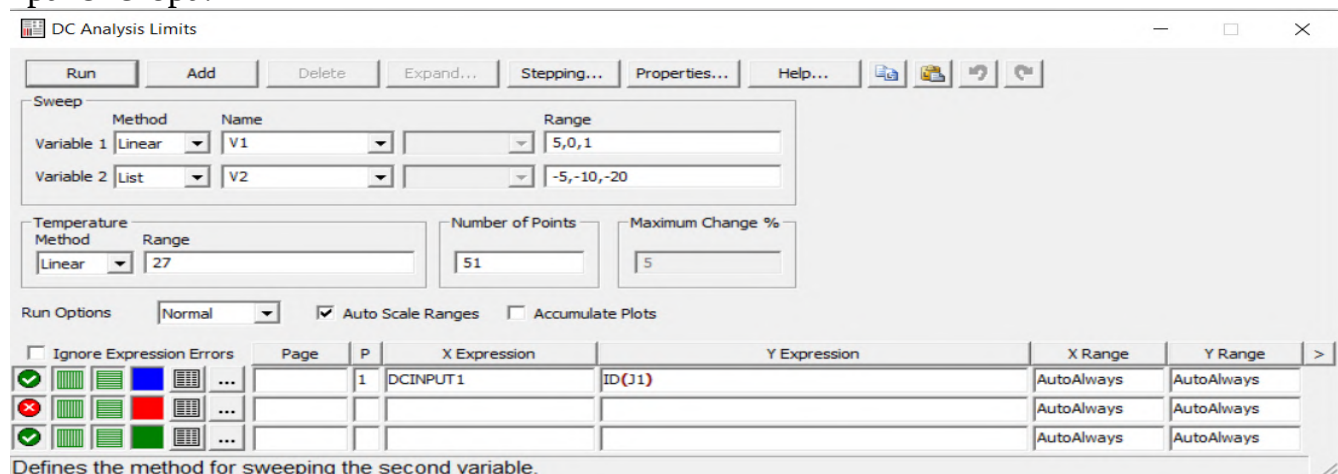 DC Analysis Limits
Run Add Delete Expand... Stepping... Properties... Help...
Sweep
Method Name Range
Variable 1 Linear V1 5,0,1
Variable 2 List V2 -5,-10,-20
Temperature Number of Points Maximum Change %
Method Range
Linear 27 51 5
Run Options Normal Auto Scale Ranges Accumulate Plots
Ignore Expression Errors Page P X Expression Y Expression X Range Y Range >
... 1 DCINPUT1 ID(J1) AutoAlways AutoAlways
... AutoAlways AutoAlways
... AutoAlways AutoAlways
Defines the method for sweeping the second variable.